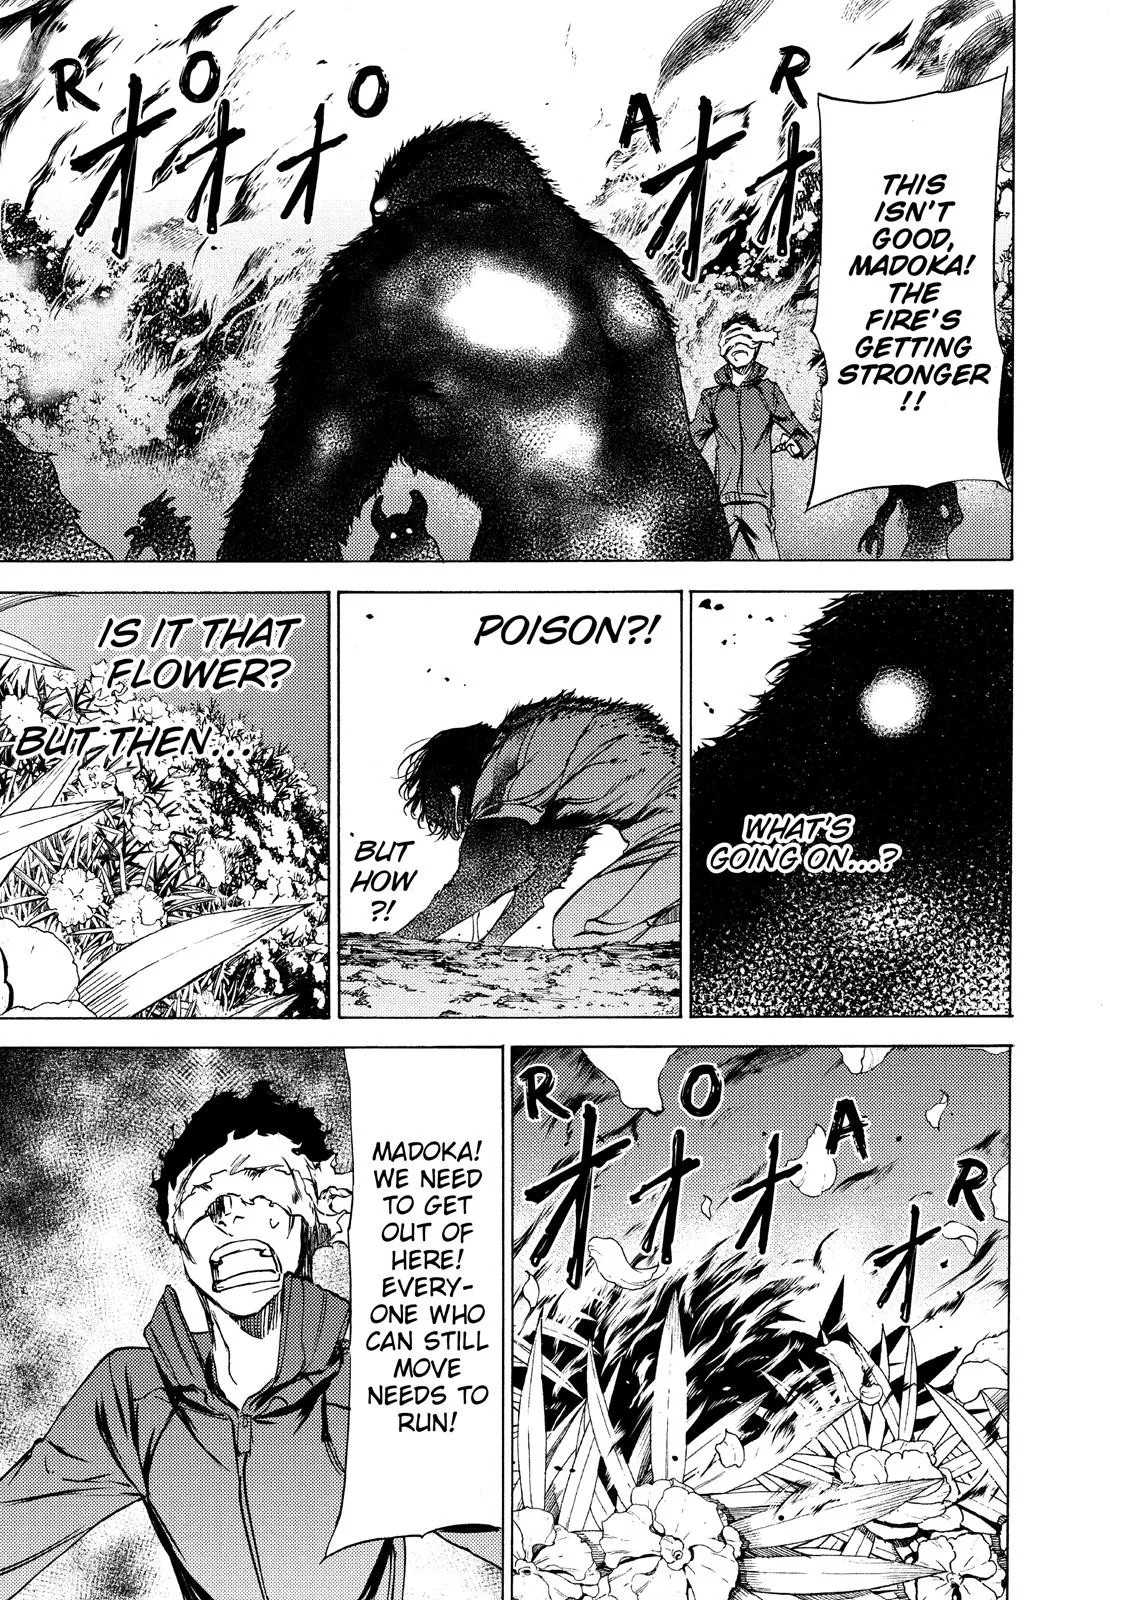 R O O A R
オオオオオ
THIS
ISN'T
GOOD,
MADOKA!
THE
FIRE'S
GETTING
STRONGER
!!
WHAT'S
GOING ON...?
POISON?!
BUT
HOW
?!
IS IT THAT
FLOWER?
BUT THEN...
R O A R
オオオオ
MADOKA!
WE NEED
TO GET
OUT OF
HERE!
EVERY-
ONE WHO
CAN STILL
MOVE
NEEDS TO
RUN!